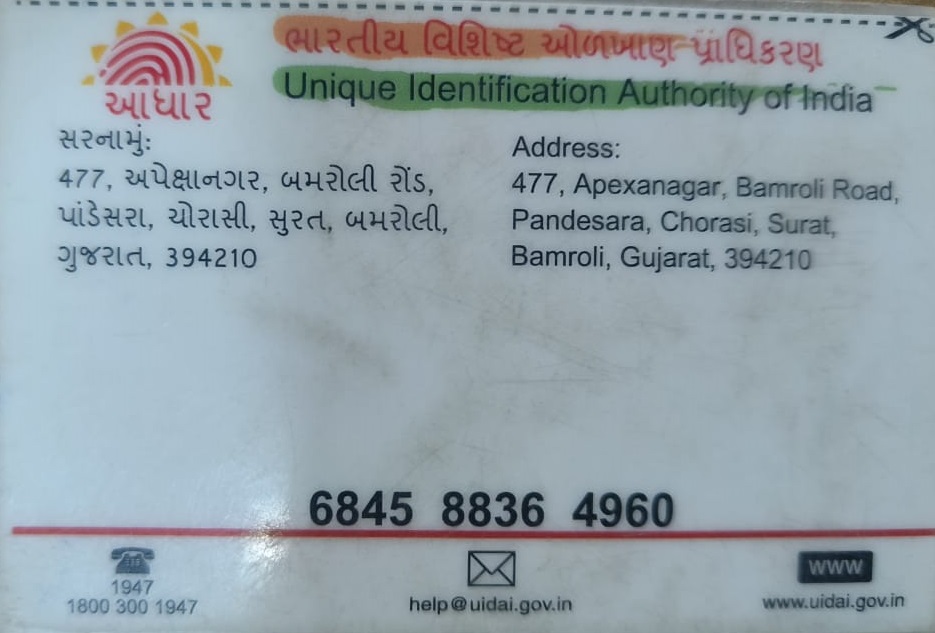 ભારતીય વિશિષ્ટ ઓળખાણ પ્રાધિકરણ
Unique Identification Authority of India
આધાર
સરનામું:
477, અપેક્ષાનગર, બમરોલી રોંડ,
પાંડેસરા, ચોરાસી, સુરત, બમરોલી,
ગુજરાત, 394210
Address:
477, Apexanagar, Bamroli Road,
Pandesara, Chorasi, Surat,
Bamroli, Gujarat, 394210
6845 8836 4960
1947
1800 300 1947
help@uidai.gov.in
www
www.uidai.gov.in